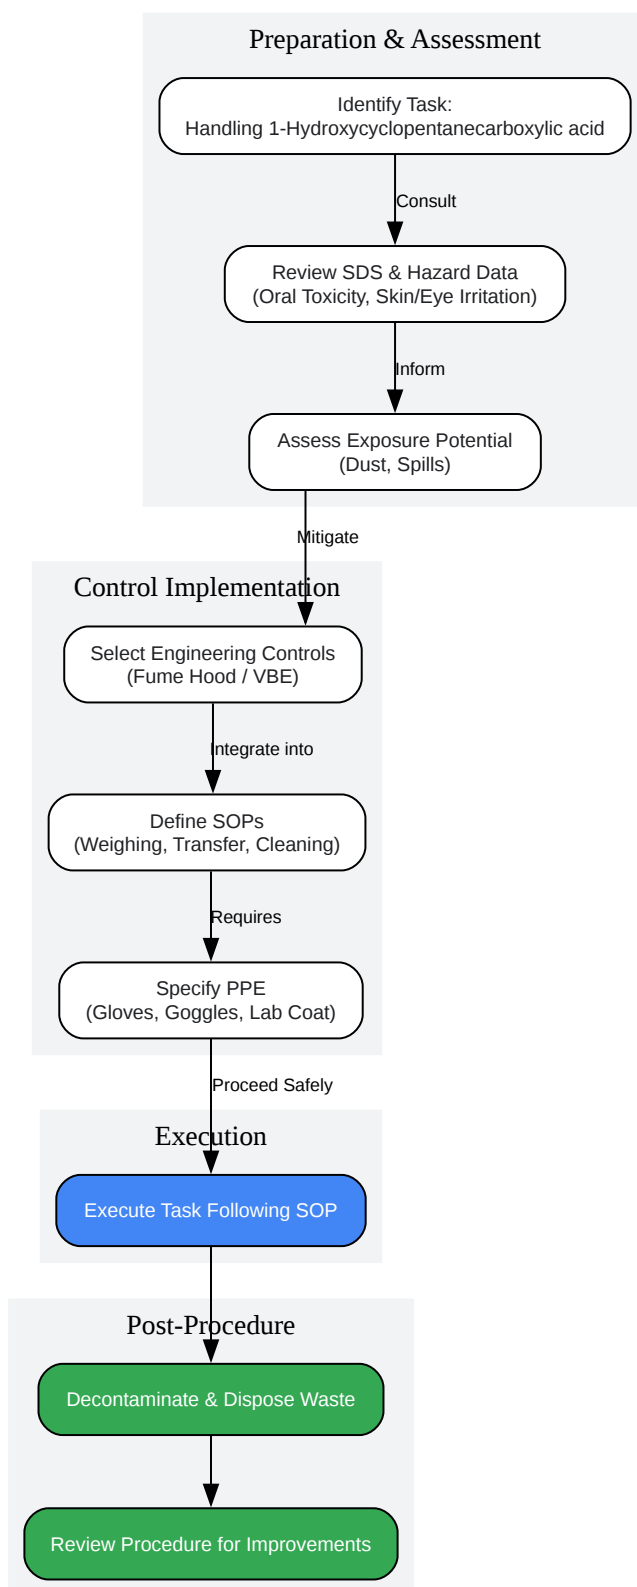 Preparation & Assessment
Identify Task:
Handling 1-Hydroxycyclopentanecarboxylic acid
Consult
Review SDS & Hazard Data
(Oral Toxicity, Skin/Eye Irritation)
Inform
Assess Exposure Potential
(Dust, Spills)
Mitigate
Control Implementation
Select Engineering Controls
(Fume Hood / VBE)
Integrate into
Define SOPs
(Weighing, Transfer, Cleaning)
Requires
Specify PPE
(Gloves, Goggles, Lab Coat)
Proceed Safely
Execution
Execute Task Following SOP
Post-Procedure
Decontaminate & Dispose Waste
Review Procedure for Improvements